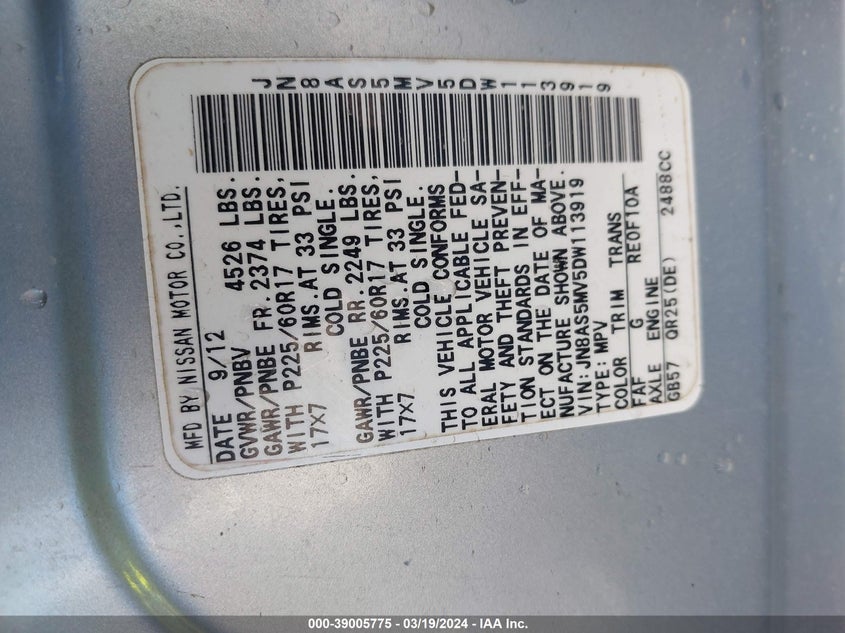 MFD BY NISSAN MOTOR CO.,LTD.
DATE 9/12
GVWR/PNBV 4526 LBS.
GAWR/PNBE FR.2374 LBS.
WITH P225/60R17 TIRES,
17X7 RIMS.AT 33 PSI
COLD SINGLE.
GAWR/PNBE RR.2249 LBS.
WITH P225/60R17 TIRES,
17X7 RIMS.AT 33 PSI
COLD SINGLE.
THIS VEHICLE CONFORMS
TO ALL APPLICABLE FED-
ERAL MOTOR VEHICLE SA-
FETY AND THEFT PREVEN-
TION STANDARDS IN EFF-
ECT ON THE DATE OF MA-
NUFACTURE SHOWN ABOVE.
VIN:JN8AS5MV5DW113919
TYPE:MPV
COLOR TRIM TRANS
FAF G RE0F10A
AXLE ENGINE
GB57 QR25(DE) 2488CC
JN8AS5MV5DW113919
000-39005775 - 03/19/2024 - IAA Inc.